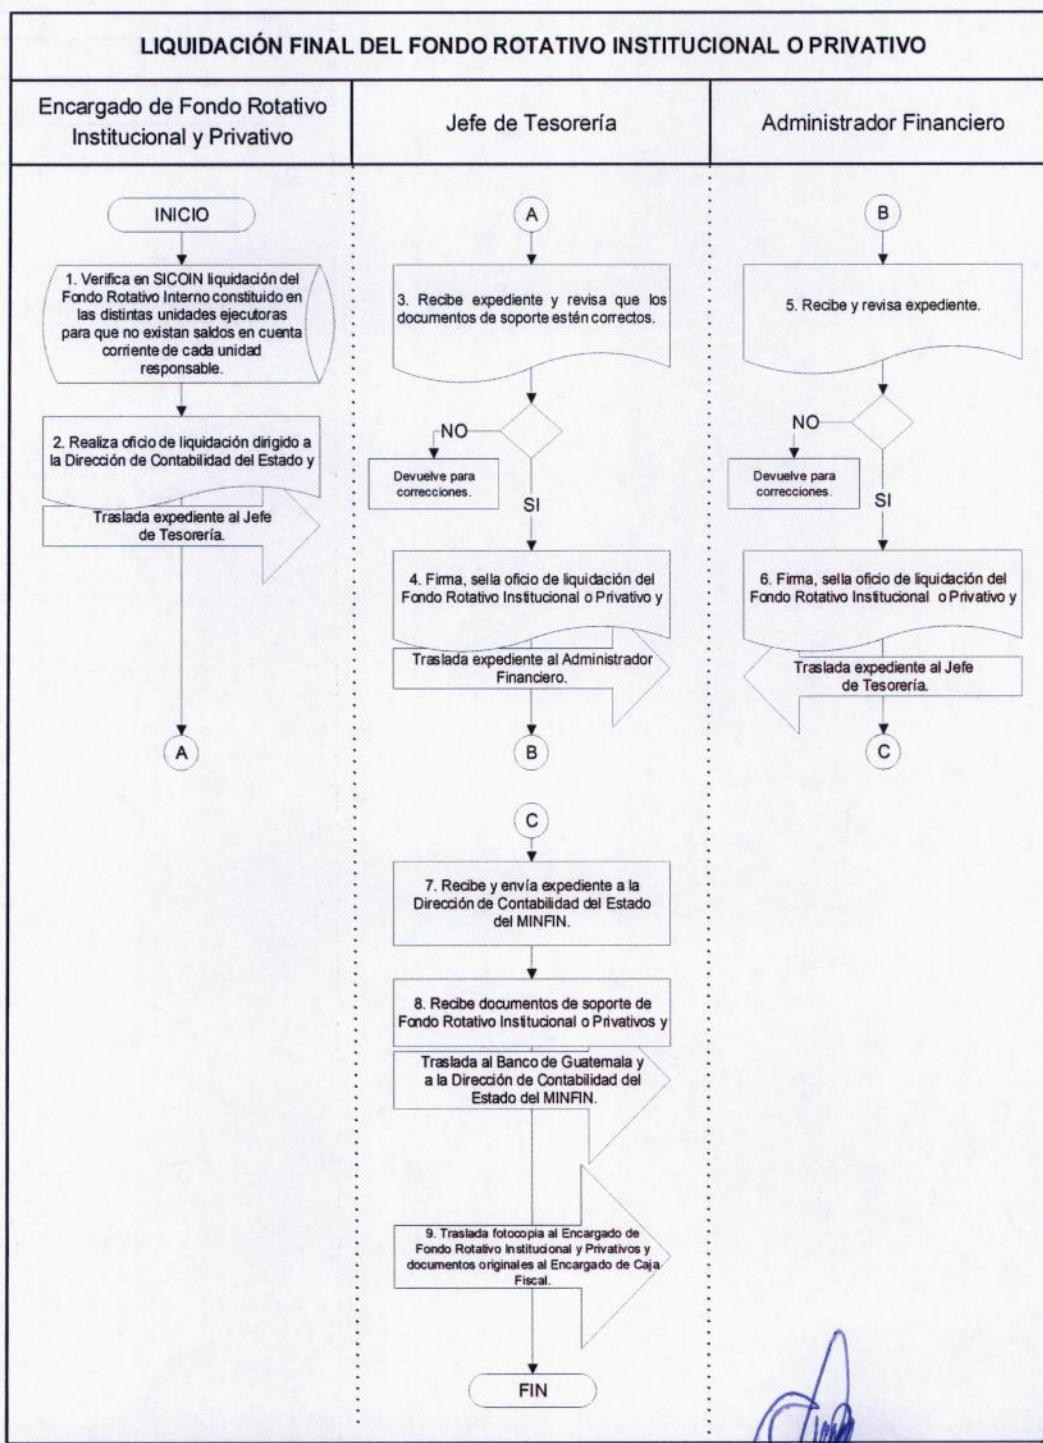 LIQUIDACIÓN FINAL DEL FONDO ROTATIVO INSTITUCIONAL O PRIVATIVO
Encargado de Fondo Rotativo
Institucional y Privativo
Jefe de Tesorería
Administrador Financiero
INICIO
1. Verifica en SICOIN liquidación del
Fondo Rotativo Interno constituido en
las distintas unidades ejecutoras
para que no existan saldos en cuenta
corriente de cada unidad
responsable.
2. Realiza oficio de liquidación dirigido a
la Dirección de Contabilidad del Estado y
Traslada expediente al Jefe
de Tesorería.
A
A
3. Recibe expediente y revisa que los
documentos de soporte estén correctos.
NO
Devuelve para
correcciones.
SI
4. Firma, sella oficio de liquidación del
Fondo Rotativo Institucional o Privativo y
Traslada expediente al Administrador
Financiero.
B
B
5. Recibe y revisa expediente.
NO
Devuelve para
correcciones.
SI
6. Firma, sella oficio de liquidación del
Fondo Rotativo Institucional o Privativo y
Traslada expediente al Jefe
de Tesorería.
C
C
7. Recibe y envía expediente a la
Dirección de Contabilidad del Estado
del MINFIN.
8. Recibe documentos de soporte de
Fondo Rotativo Institucional o Privativos y
Traslada al Banco de Guatemala y
a la Dirección de Contabilidad del
Estado del MINFIN.
9. Traslada fotocopia al Encargado de
Fondo Rotativo Institucional y Privativos y
documentos originales al Encargado de Caja
Fiscal.
FIN